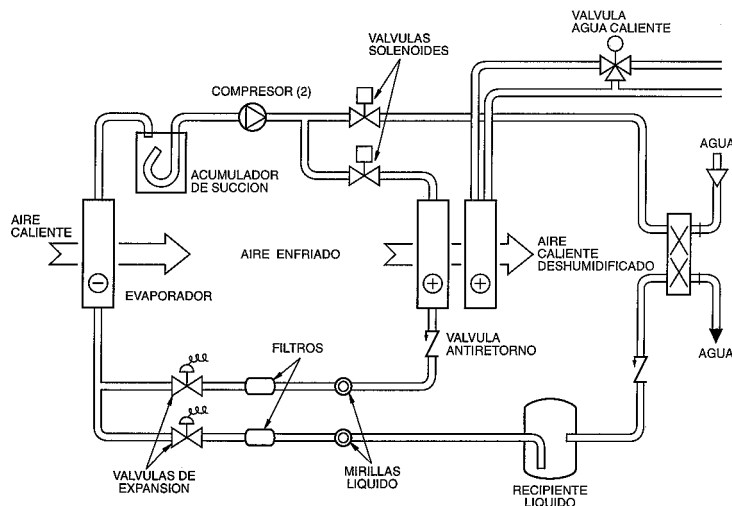 VALVULA
AGUA CALIENTE
VALVULAS
SOLENOIDES
COMPRESOR (2)
AGUA
ACUMULADOR
DE SUCCION
AIRE
CALIENTE
AIRE ENFRIADO
AIRE
CALIENTE
DESHUMIDIFICADO
EVAPORADOR
VALVULA
ANTIRETORNO
FILTROS
AGUA
VALVULAS DE
EXPANSION
MIRILLAS
LIQUIDO
RECIPIENTE
LIQUIDO